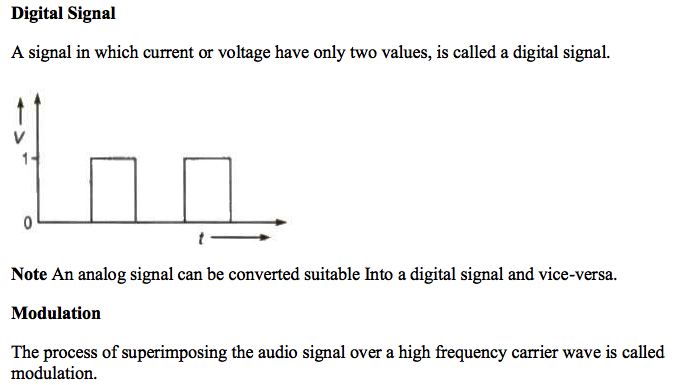 Digital Signal
A signal in which current or voltage have only two values, is called a digital signal.
V
1
0
t
Note An analog signal can be converted suitable Into a digital signal and vice-versa.
Modulation
The process of superimposing the audio signal over a high frequency carrier wave is called
modulation.